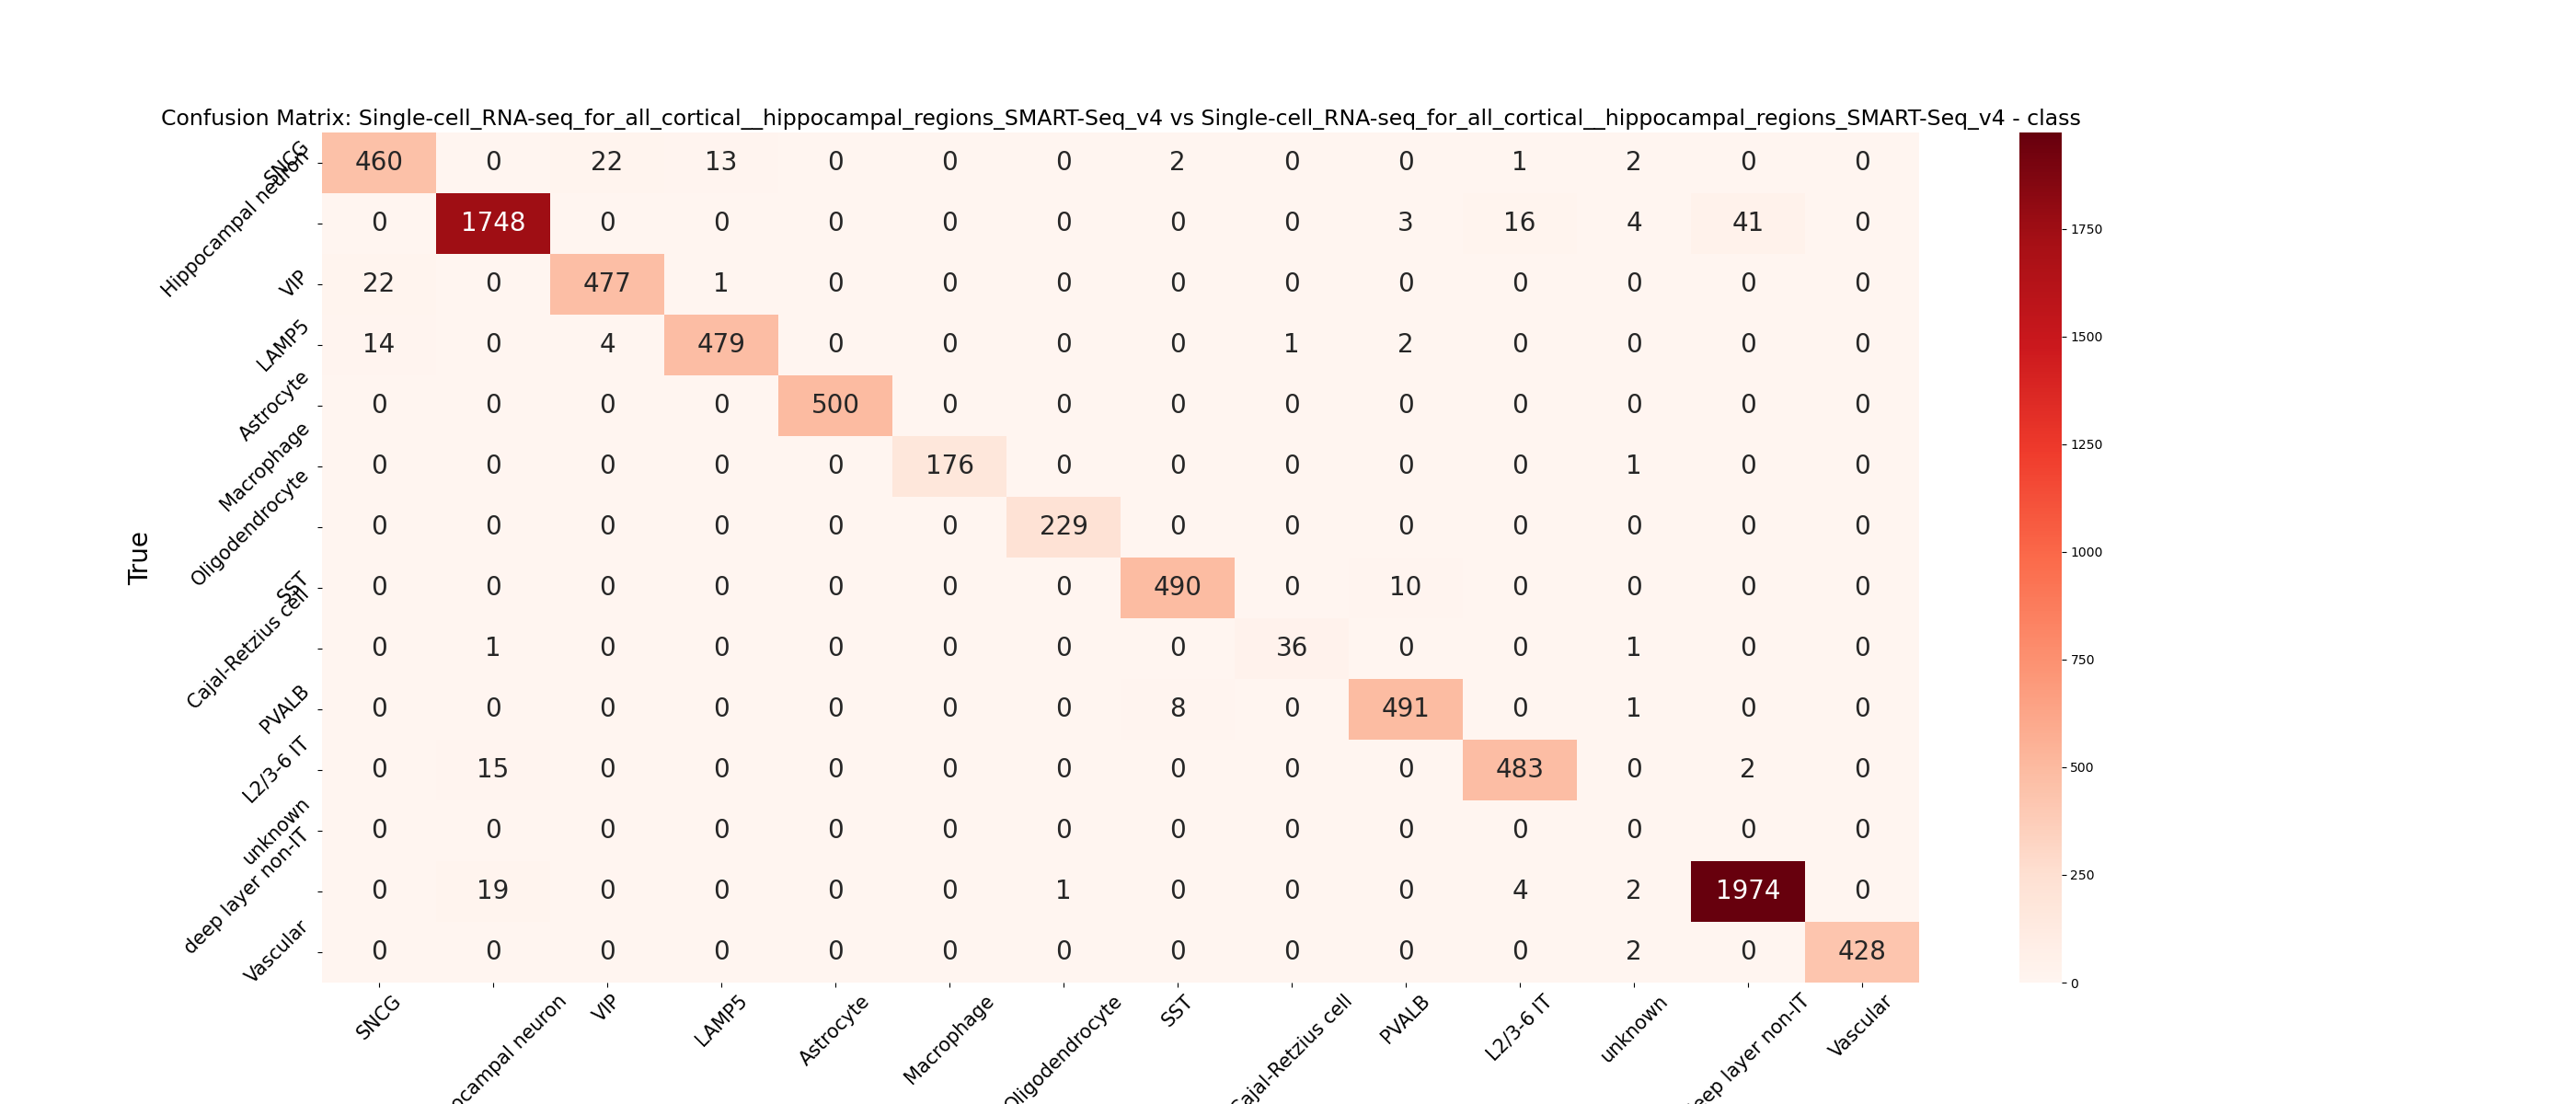 Confusion Matrix: Single-cell_RNA-seq_for_all_cortical__hippocampal_regions_SMART-Seq_v4 vs Single-cell_RNA-seq_for_all_cortical__hippocampal_regions_SMART-Seq_v4 - class
SNCG 460 0 22 13 0 0 0 2 0 0 1 2 0 0
Hippocampal neuron 0 1748 0 0 0 0 0 0 0 3 16 4 41 0
VIP 22 0 477 1 0 0 0 0 0 0 0 0 0 0
LAMP5 14 0 4 479 0 0 0 0 1 2 0 0 0 0
Astrocyte 0 0 0 0 500 0 0 0 0 0 0 0 0 0
Macrophage 0 0 0 0 0 176 0 0 0 0 0 1 0 0
Oligodendrocyte 0 0 0 0 0 0 229 0 0 0 0 0 0 0
SST 0 0 0 0 0 0 0 490 0 10 0 0 0 0
Cajal-Retzius cell 0 1 0 0 0 0 0 0 36 0 0 1 0 0
PVALB 0 0 0 0 0 0 0 8 0 491 0 1 0 0
L2/3-6 IT 0 15 0 0 0 0 0 0 0 0 483 0 2 0
unknown 0 0 0 0 0 0 0 0 0 0 0 0 0 0
deep layer non-IT 0 19 0 0 0 0 1 0 0 0 4 2 1974 0
Vascular 0 0 0 0 0 0 0 0 0 0 0 2 0 428
True
SNCG
ocampal neuron
VIP
LAMP5
Astrocyte
Macrophage
Oligodendrocyte
SST
Cajal-Retzius cell
PVALB
L2/3-6 IT
unknown
eep layer non-IT
Vascular
1750
1500
1250
1000
750
500
250
0